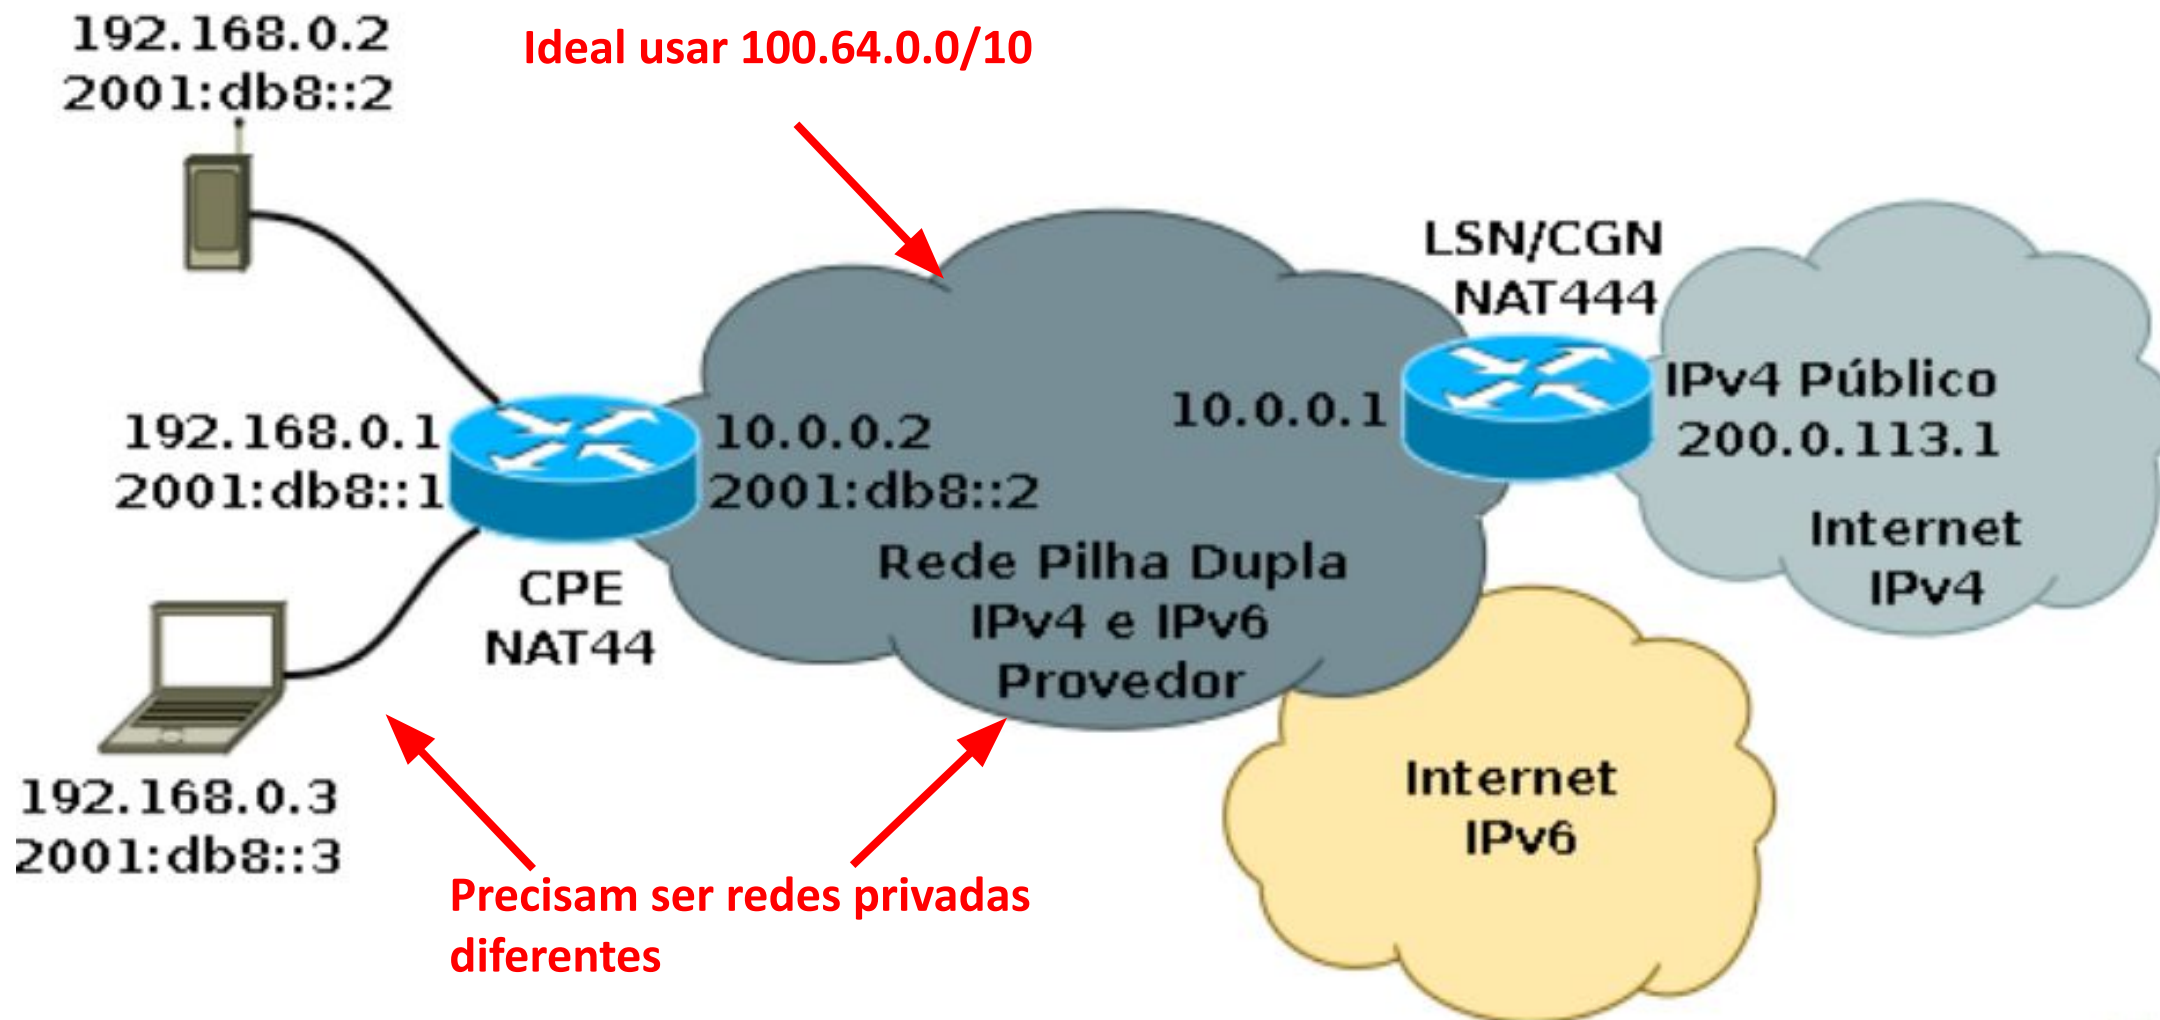 192.168.0.2
2001:db8::2
Ideal usar 100.64.0.0/10
LSN/CGN
NAT444
192.168.0.1
2001:db8::1
10.0.0.2
2001:db8::2
10.0.0.1
IPv4 Público
200.0.113.1
Internet
IPv4
CPE
NAT44
Rede Pilha Dupla
IPv4 e IPv6
Provedor
Internet
IPv6
192.168.0.3
2001:db8::3
Precisam ser redes privadas
diferentes